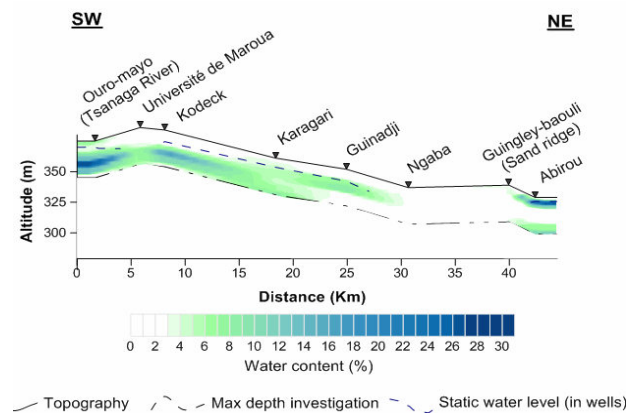 SW
NE
Ouro-mayo
(Tsanaga River)
Université de Maroua
Kodeck
Karagari
Guinadji
Ngaba
Guingley-baouli
(Sand ridge)
Abirou
Altitude (m)
350
325
300
0 5 10 15 20 25 30 35 40
Distance (Km)
0 2 4 6 8 10 12 14 16 18 20 22 24 26 28 30
Water content (%)
Topography Max depth investigation Static water level (in wells)